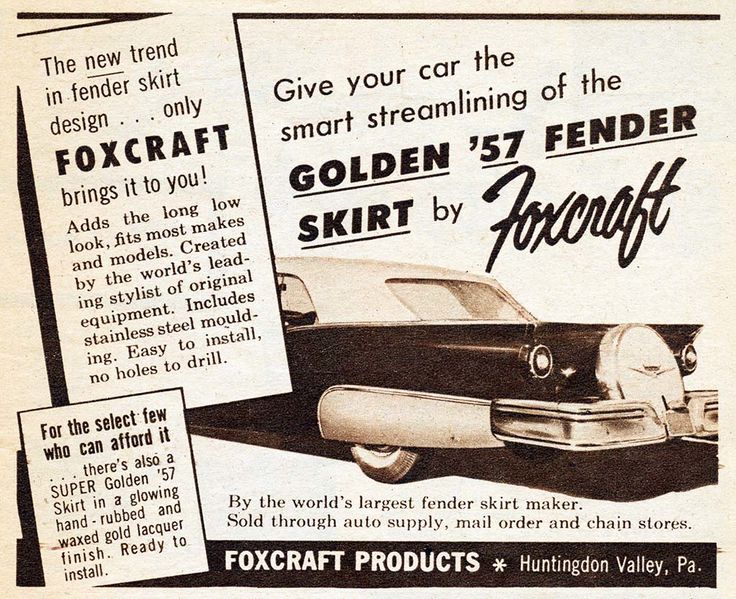 The new trend
in fender skirt
design . . . only
FOXCRAFT
brings it to you!
Adds the long low
look, fits most makes
and models. Created
by the world's lead-
ing stylist of original
equipment. Includes
stainless steel mould-
ing. Easy to install,
no holes to drill.
For the select few
who can afford it
. . . there's also a
SUPER Golden '57
Skirt in a glowing
hand-rubbed and
waxed gold lacquer
finish. Ready to
install.
Give your car the
smart streamlining of the
GOLDEN '57 FENDER
SKIRT by Foxcraft
By the world's largest fender skirt maker.
Sold through auto supply, mail order and chain stores.
FOXCRAFT PRODUCTS * Huntingdon Valley, Pa.